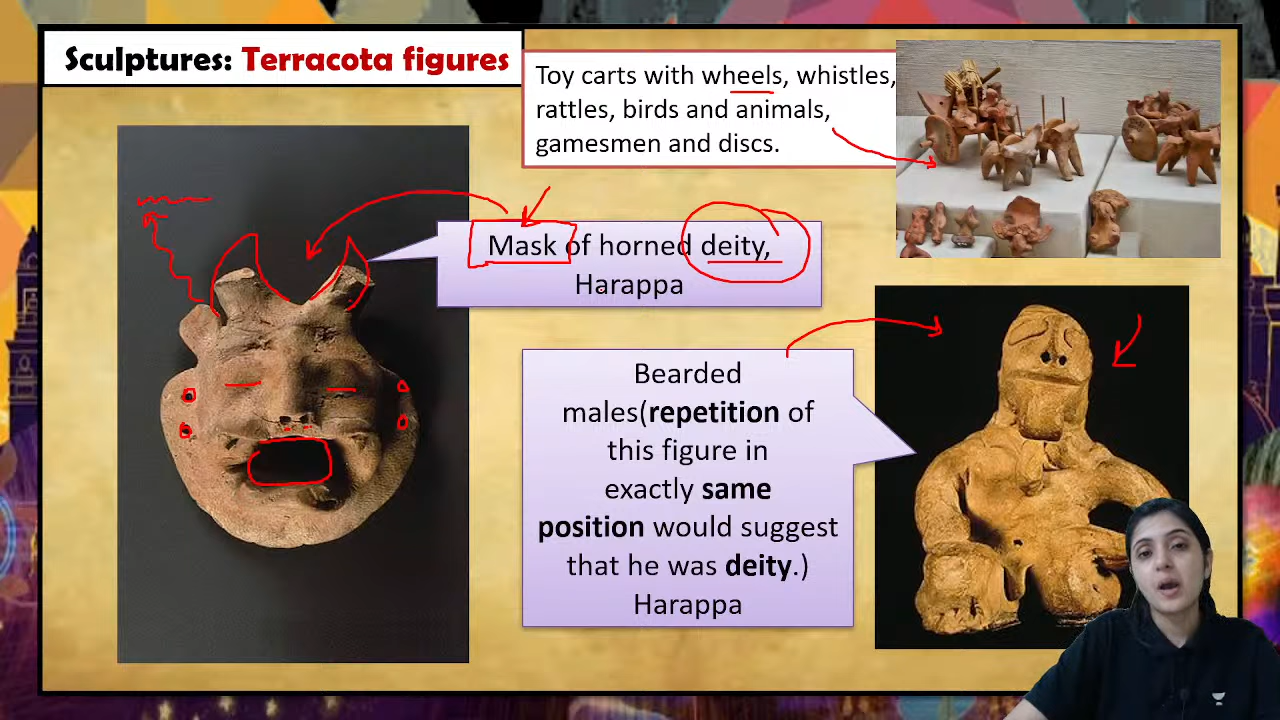 Sculptures: Terracota figures
Toy carts with wheels, whistles,
rattles, birds and animals,
gamesmen and discs.
Mask of horned deity,
Harappa
Bearded
males(repetition of
this figure in
exactly same
position would suggest
that he was deity.)
Harappa